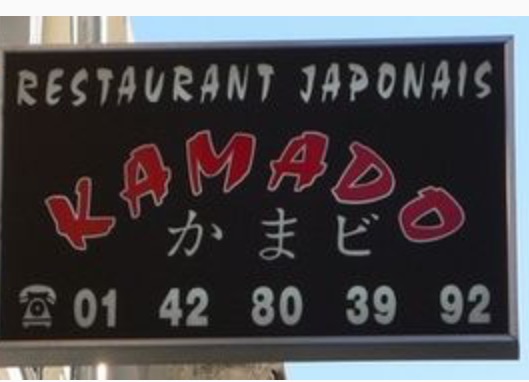 RESTAURANT JAPONAIS
KAMADO
かまビ
01 42 80 39 92